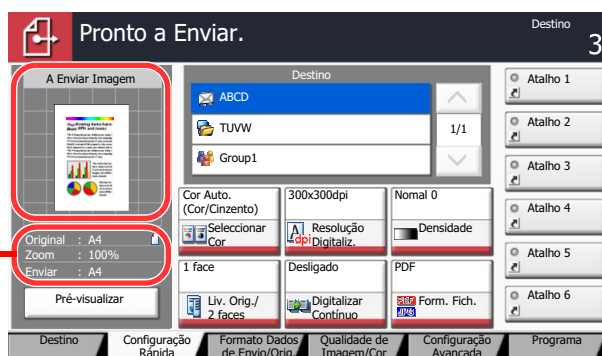 Pronto a Enviar.
Destino
3
A Enviar Imagem
Original : A4
Zoom : 100%
Enviar : A4
Pré-visualizar
Destino
ABCD
TUVW
Group1
1/1
Cor Auto.
(Cor/Cinzento)
Seleccionar
Cor
300x300dpi
Resolução
Digitaliz.
Nomal 0
Densidade
1 face
Liv. Orig./
2 faces
Desligado
Digitalizar
Contínuo
PDF
Form. Fich.
Atalho 1
Atalho 2
Atalho 3
Atalho 4
Atalho 5
Atalho 6
Destino
Configuração
Rápida
Formato Dados
de Envio/Orig.
Qualidade de
Imagem/Cor
Configuração
Avançada
Programa